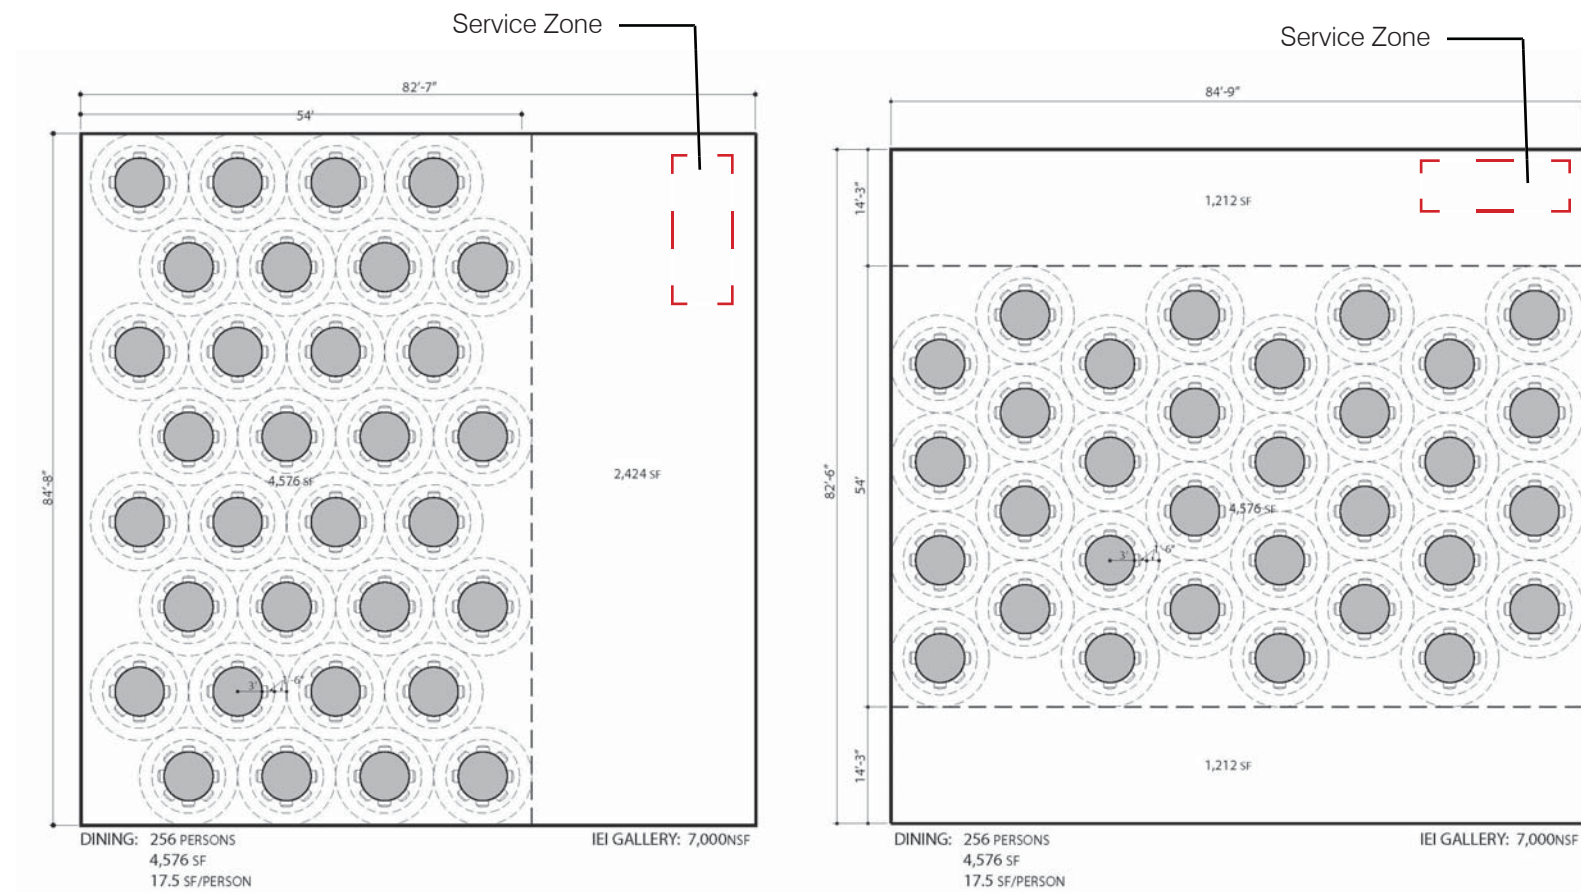 Service Zone
82'-7"
54'
84'-8"
4,576 SF
2,424 SF
3'
1'-6"
DINING: 256 PERSONS
4,576 SF
17.5 SF/PERSON
IEI GALLERY: 7,000NSF
Service Zone
84'-9"
14'-3"
1,212 SF
82'-6"
54'
4,576 SF
3'
1'-6"
14'-3"
1,212 SF
DINING: 256 PERSONS
4,576 SF
17.5 SF/PERSON
IEI GALLERY: 7,000NSF